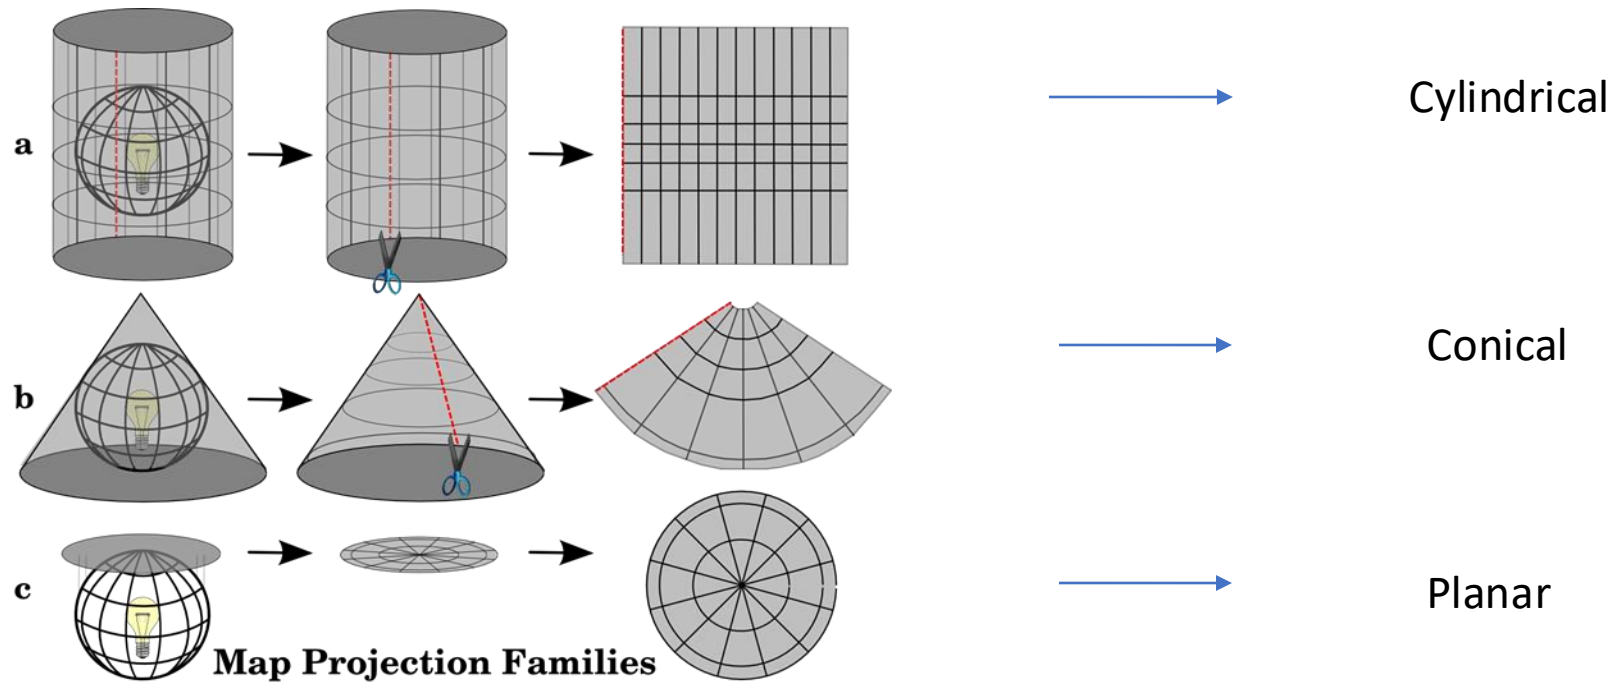 a
Cylindrical
b
Conical
c
Planar
Map Projection Families